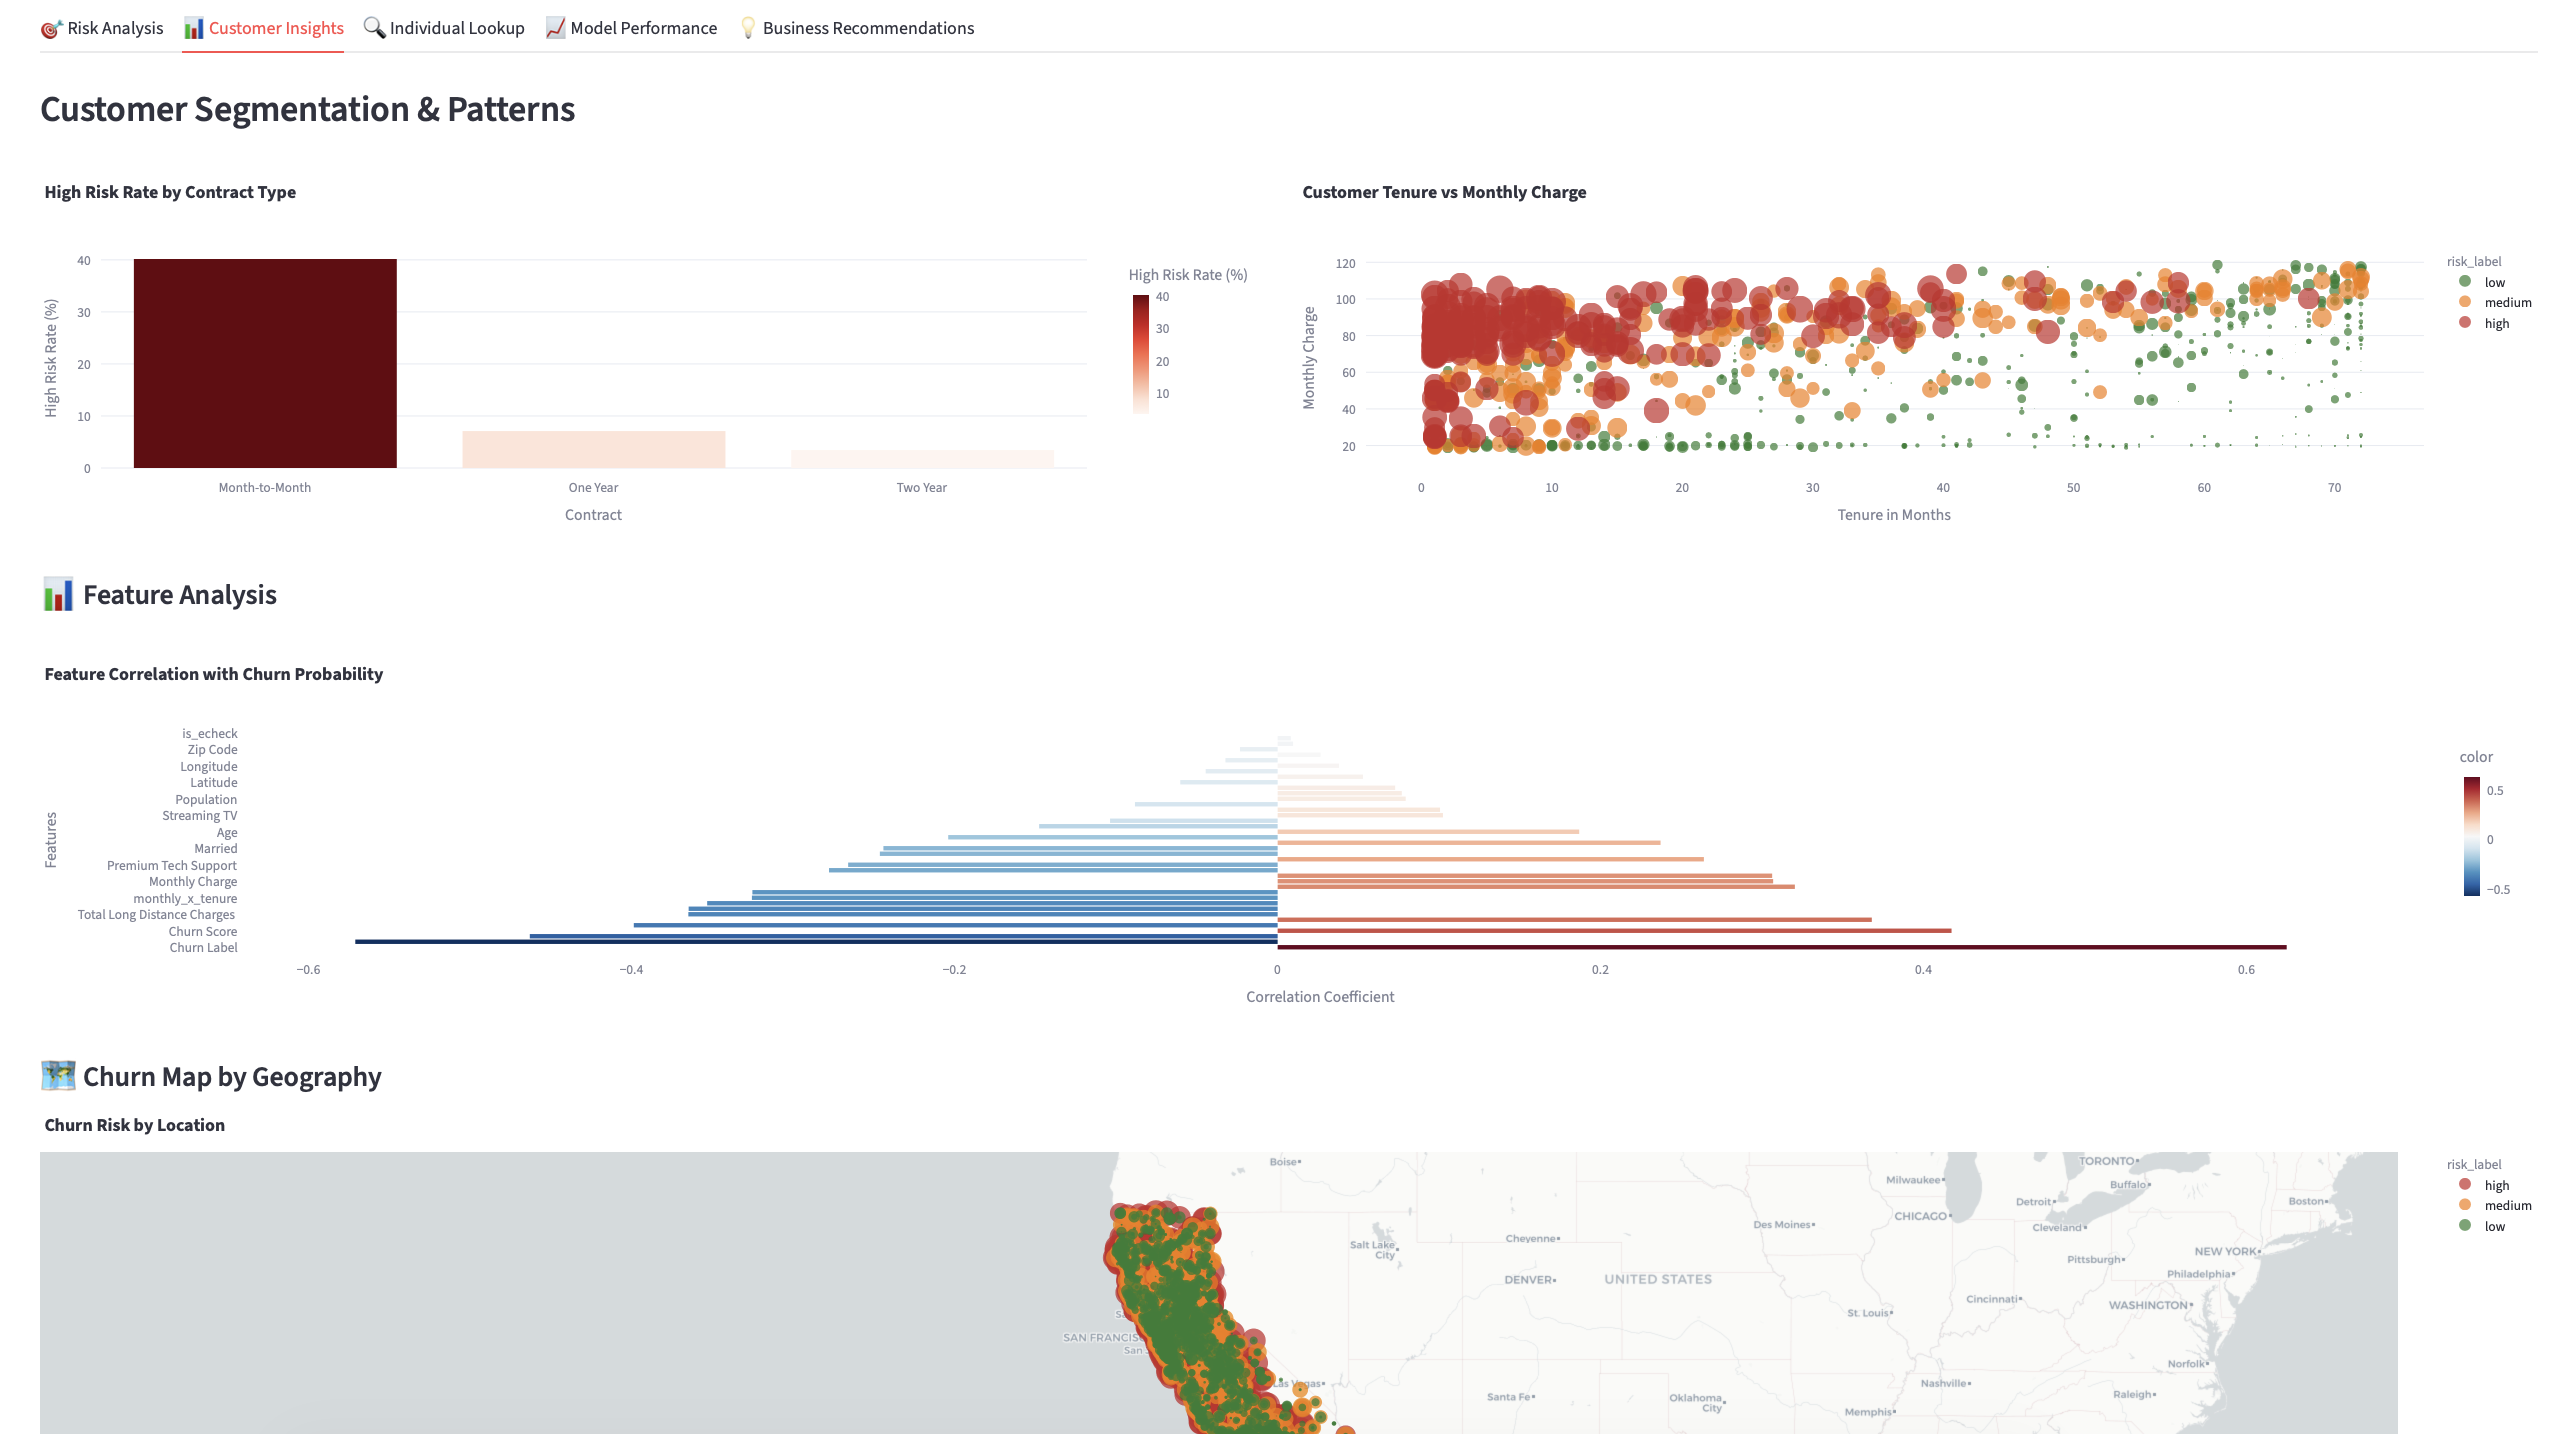 Risk Analysis Customer Insights Individual Lookup Model Performance Business Recommendations
Customer Segmentation & Patterns
High Risk Rate by Contract Type
High Risk Rate (%)
40
30
20
10
0
Month-to-Month One Year Two Year
Contract
High Risk Rate (%)
40
30
20
10
Customer Tenure vs Monthly Charge
Monthly Charge
120
100
80
60
40
20
0 10 20 30 40 50 60 70
Tenure in Months
risk_label
low
medium
high
Feature Analysis
Feature Correlation with Churn Probability
Features
is_echeck
Zip Code
Longitude
Latitude
Population
Streaming TV
Age
Married
Premium Tech Support
Monthly Charge
monthly_x_tenure
Total Long Distance Charges
Churn Score
Churn Label
−0.6 −0.4 −0.2 0 0.2 0.4 0.6
Correlation Coefficient
color
0.5
0
−0.5
Churn Map by Geography
Churn Risk by Location
Boise
TORONTO
Milwaukee
Buffalo
Detroit
Boston
CHICAGO
Des Moines
Cleveland
Cheyenne
Salt Lake
City
NEW YORK
Pittsburgh
Philadelphia
DENVER
UNITED STATES
Cincinnati
WASHINGTON
St. Louis
SAN FRANCIS
San
Norfolk
Las Vegas
Nashville
Santa Fe
Oklahoma
City
Raleigh
Memphis
risk_label
high
medium
low